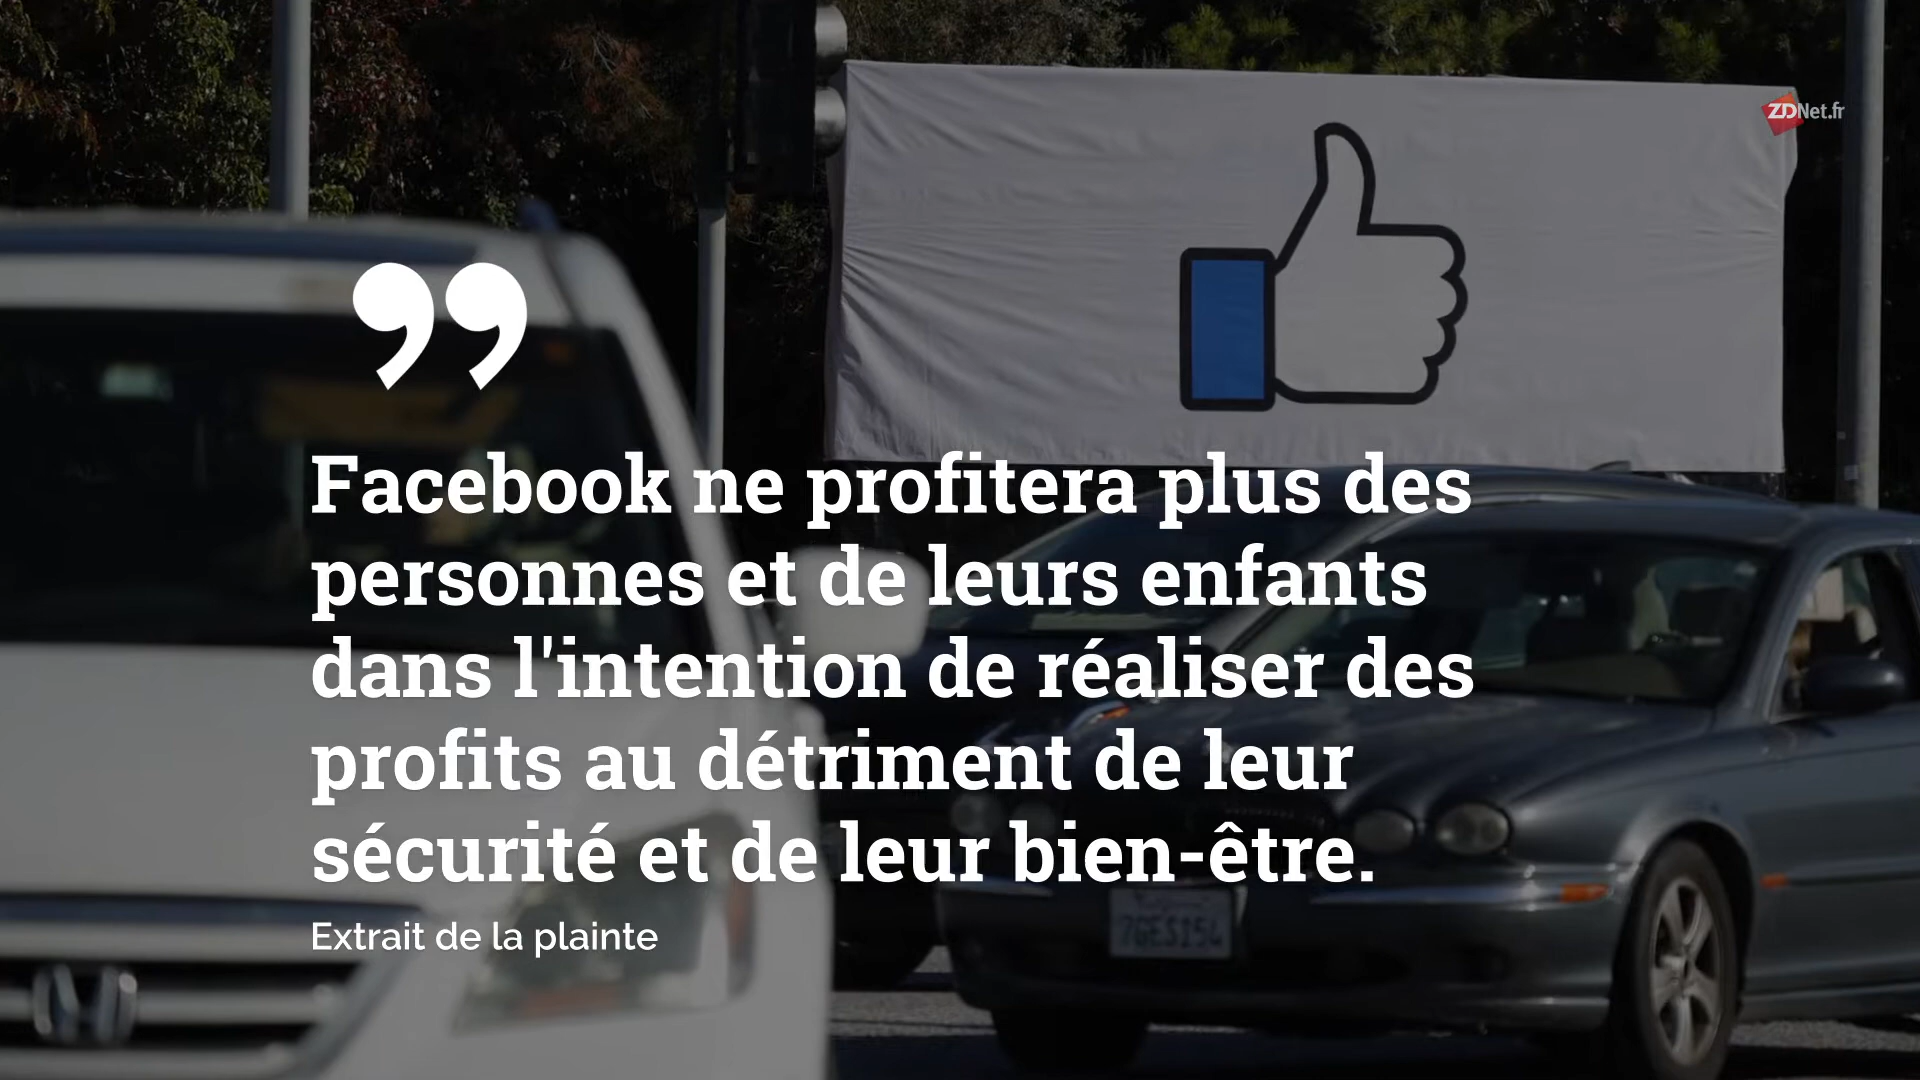 ZDNet.fr
”
Facebook ne profitera plus des
personnes et de leurs enfants
dans l'intention de réaliser des
profits au détriment de leur
sécurité et de leur bien-être.
Extrait de la plainte